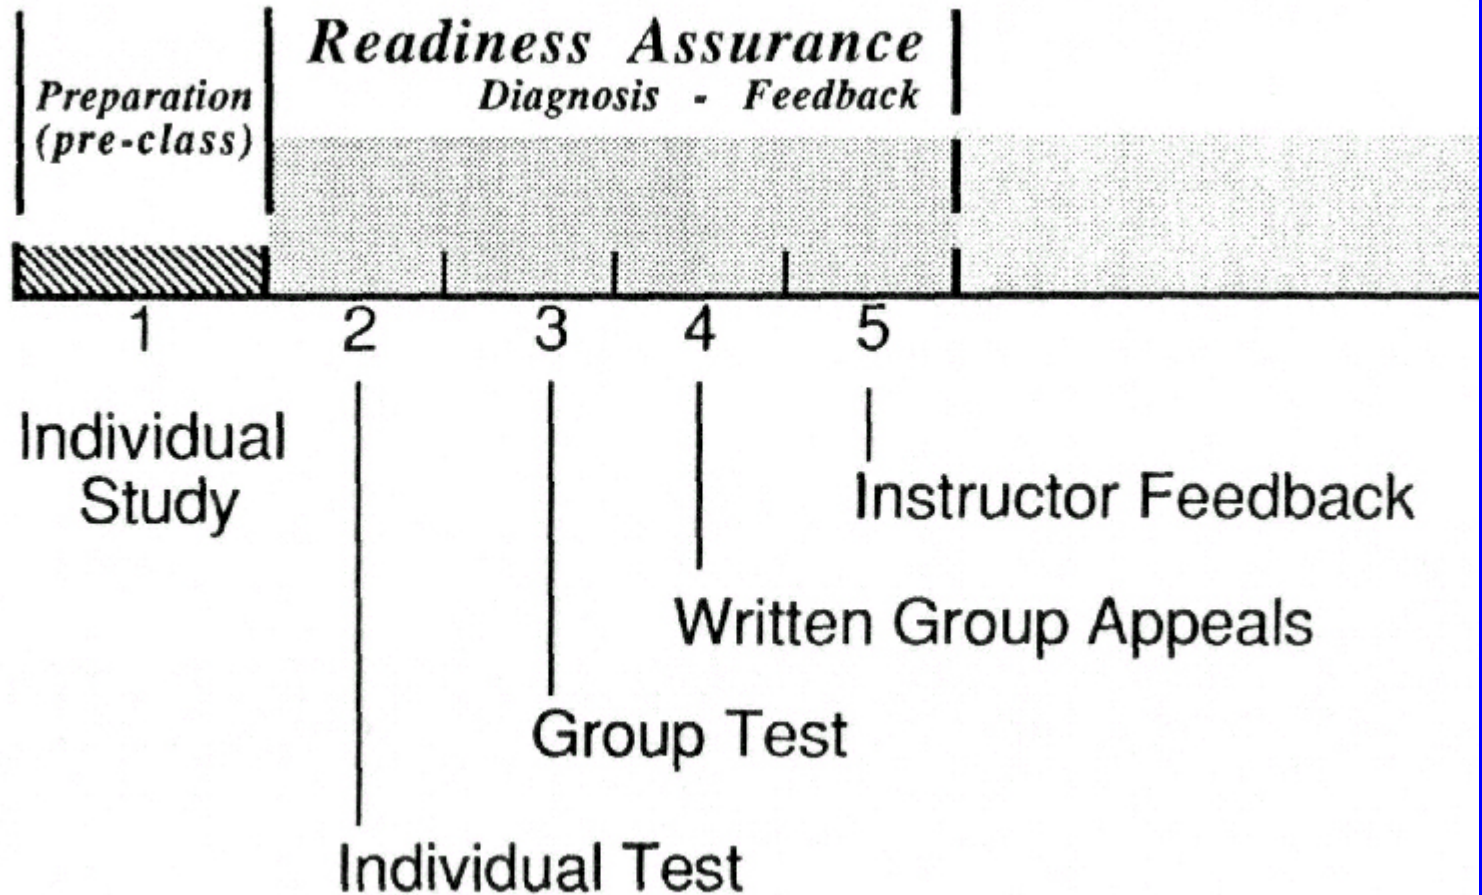 Readiness Assurance
Diagnosis - Feedback
Preparation
(pre-class)
1 2 3 4 5
Individual
Study
Instructor Feedback
Written Group Appeals
Group Test
Individual Test